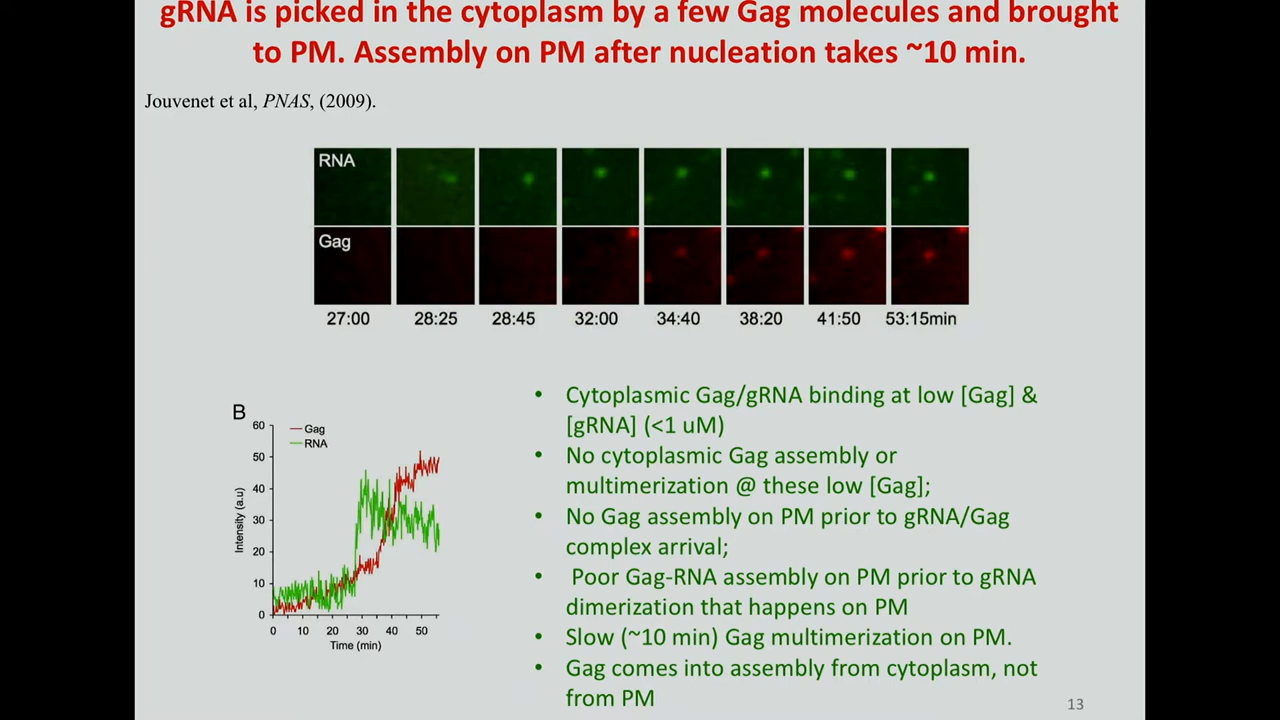 gRNA is picked in the cytoplasm by a few Gag molecules and brought
to PM. Assembly on PM after nucleation takes ~10 min.
Jouvenet et al, PNAS, (2009).
RNA
Gag
27:00 28:25 28:45 32:00 34:40 38:20 41:50 53:15min
B
Gag
RNA
60
50
40
30
20
10
0
Intensity (a.u)
0 10 20 30 40 50
Time (min)
• Cytoplasmic Gag/gRNA binding at low [Gag] &
[gRNA] (<1 uM)
• No cytoplasmic Gag assembly or
multimerization @ these low [Gag];
• No Gag assembly on PM prior to gRNA/Gag
complex arrival;
• Poor Gag-RNA assembly on PM prior to gRNA
dimerization that happens on PM
• Slow (~10 min) Gag multimerization on PM.
• Gag comes into assembly from cytoplasm, not
from PM
13